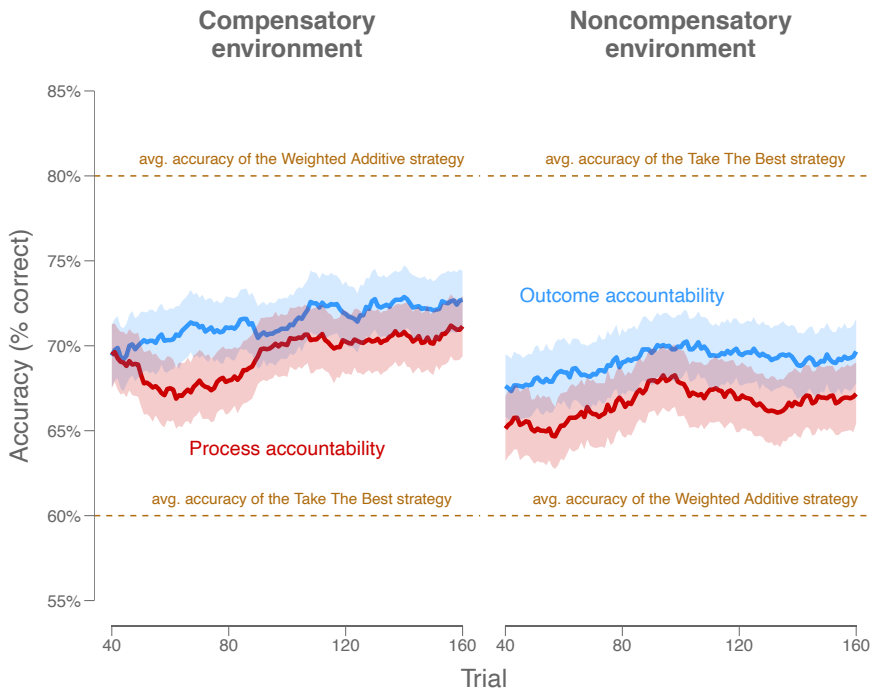 Compensatory
environment
Noncompensatory
environment
85%
avg. accuracy of the Weighted Additive strategy
avg. accuracy of the Take The Best strategy
80%
75%
Outcome accountability
70%
65%
Process accountability
avg. accuracy of the Take The Best strategy
avg. accuracy of the Weighted Additive strategy
60%
55%
Accuracy (% correct)
40
80
120
160
40
80
120
160
Trial